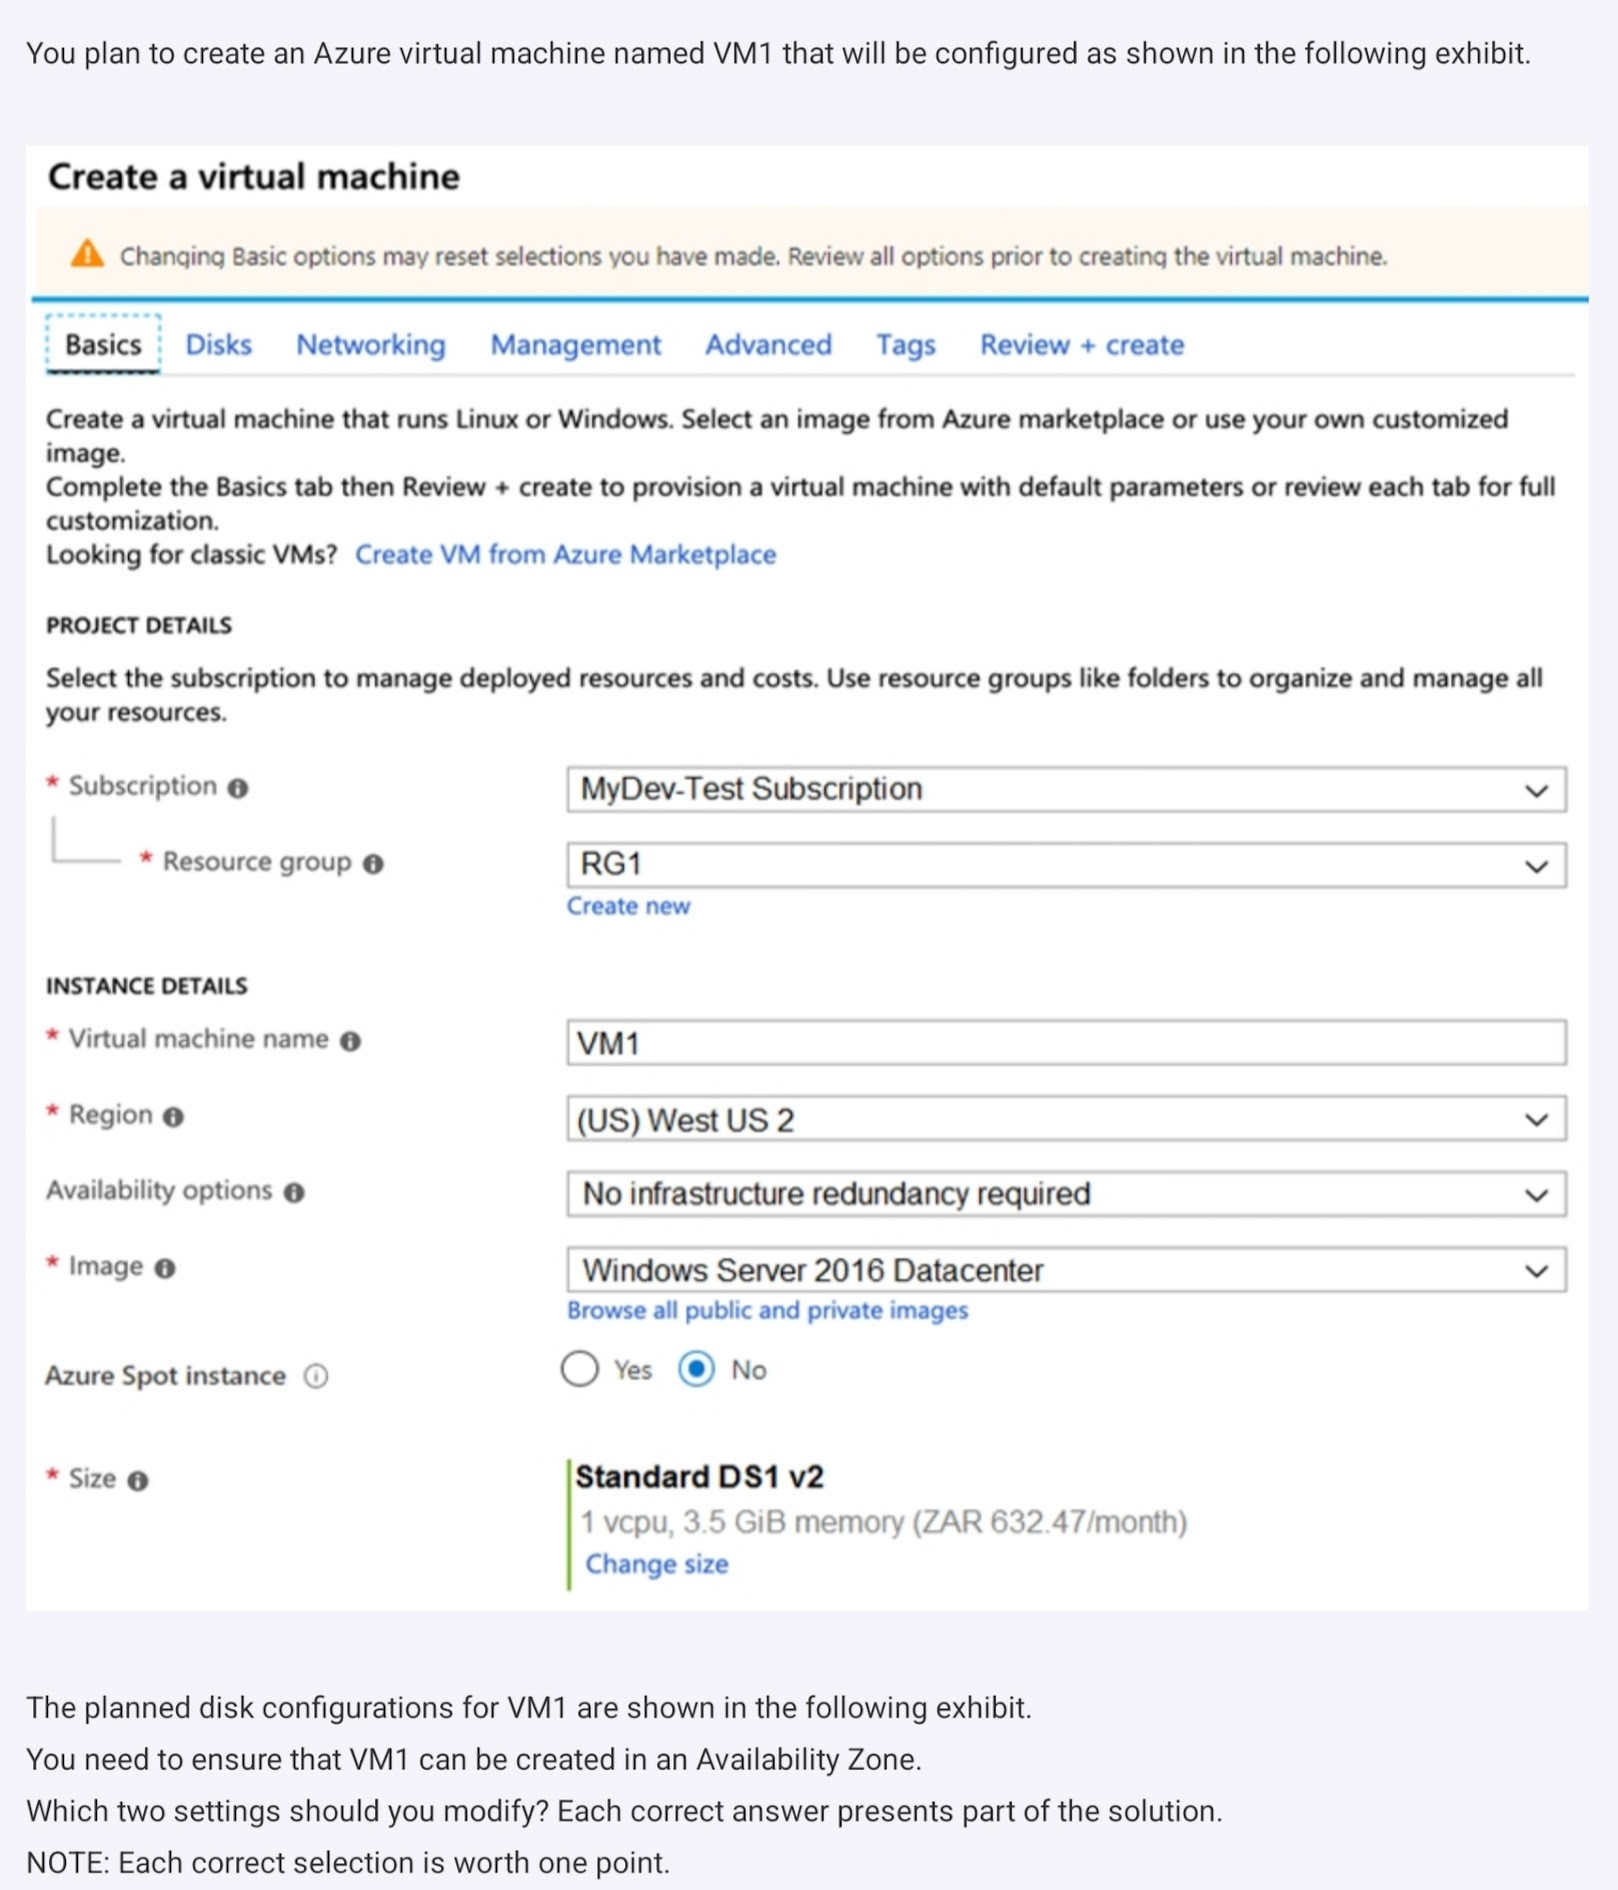 You plan to create an Azure virtual machine named VM1 that will be configured as shown in the following exhibit.
Create a virtual machine
Changing Basic options may reset selections you have made. Review all options prior to creating the virtual machine.
Basics Disks Networking Management Advanced Tags Review + create
Create a virtual machine that runs Linux or Windows. Select an image from Azure marketplace or use your own customized
image.
Complete the Basics tab then Review + create to provision a virtual machine with default parameters or review each tab for full
customization.
Looking for classic VMs? Create VM from Azure Marketplace
PROJECT DETAILS
Select the subscription to manage deployed resources and costs. Use resource groups like folders to organize and manage all
your resources.
* Subscription MyDev-Test Subscription
* Resource group RG1
Create new
INSTANCE DETAILS
* Virtual machine name VM1
* Region (US) West US 2
Availability options No infrastructure redundancy required
* Image Windows Server 2016 Datacenter
Browse all public and private images
Azure Spot instance Yes No
* Size Standard DS1 v2
1 vcpu, 3.5 GiB memory (ZAR 632.47/month)
Change size
The planned disk configurations for VM1 are shown in the following exhibit.
You need to ensure that VM1 can be created in an Availability Zone.
Which two settings should you modify? Each correct answer presents part of the solution.
NOTE: Each correct selection is worth one point.